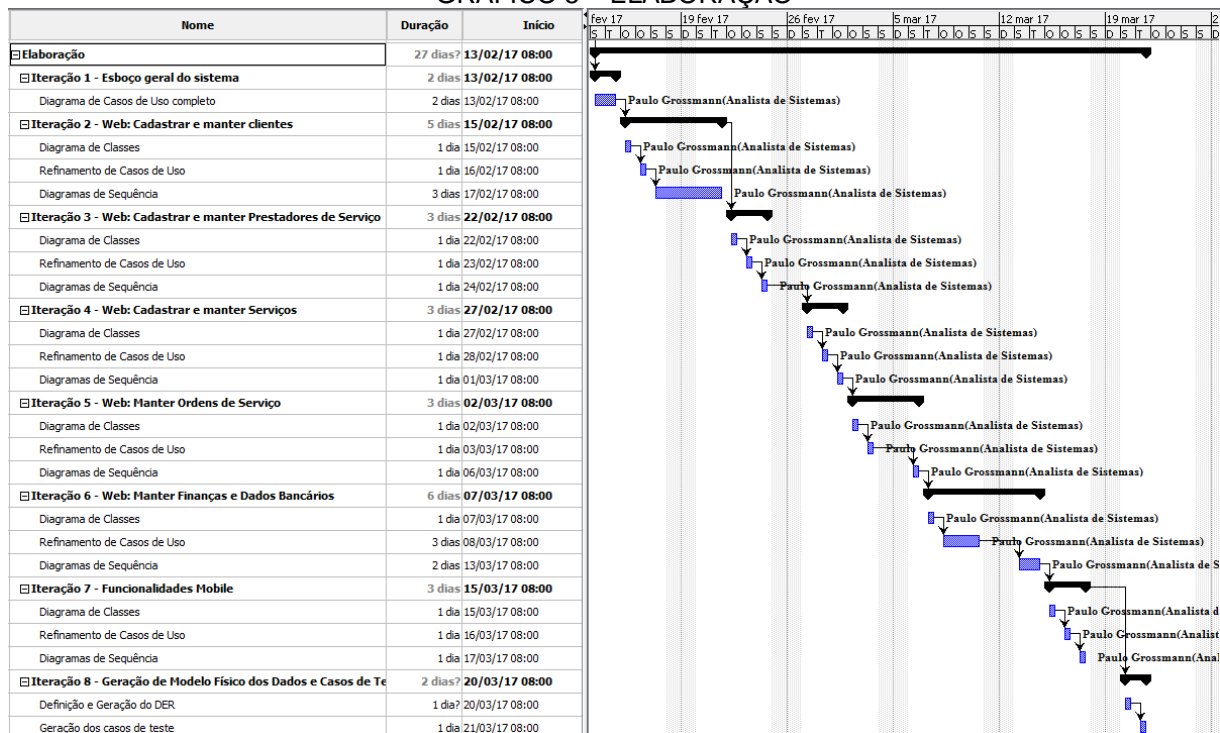 GRÁFICO 3 – ELABORAÇÃO
Nome Duração Início fev 17 19 fev 17 26 fev 17 5 mar 17 12 mar 17 19 mar 17 2
S T Q Q S S D S T Q Q S S D S T Q Q S S D S T Q Q S S D S T Q Q S S D S T Q Q S S D
Elaboração 27 dias? 13/02/17 08:00
Iteração 1 - Esboço geral do sistema 2 dias 13/02/17 08:00
Diagrama de Casos de Uso completo 2 dias 13/02/17 08:00 Paulo Grossmann(Analista de Sistemas)
Iteração 2 - Web: Cadastrar e manter clientes 5 dias 15/02/17 08:00
Diagrama de Classes 1 dia 15/02/17 08:00 Paulo Grossmann(Analista de Sistemas)
Refinamento de Casos de Uso 1 dia 16/02/17 08:00 Paulo Grossmann(Analista de Sistemas)
Diagramas de Sequência 3 dias 17/02/17 08:00 Paulo Grossmann(Analista de Sistemas)
Iteração 3 - Web: Cadastrar e manter Prestadores de Serviço 3 dias 22/02/17 08:00
Diagrama de Classes 1 dia 22/02/17 08:00 Paulo Grossmann(Analista de Sistemas)
Refinamento de Casos de Uso 1 dia 23/02/17 08:00 Paulo Grossmann(Analista de Sistemas)
Diagramas de Sequência 1 dia 24/02/17 08:00 Paulo Grossmann(Analista de Sistemas)
Iteração 4 - Web: Cadastrar e manter Serviços 3 dias 27/02/17 08:00
Diagrama de Classes 1 dia 27/02/17 08:00 Paulo Grossmann(Analista de Sistemas)
Refinamento de Casos de Uso 1 dia 28/02/17 08:00 Paulo Grossmann(Analista de Sistemas)
Diagramas de Sequência 1 dia 01/03/17 08:00 Paulo Grossmann(Analista de Sistemas)
Iteração 5 - Web: Manter Ordens de Serviço 3 dias 02/03/17 08:00
Diagrama de Classes 1 dia 02/03/17 08:00 Paulo Grossmann(Analista de Sistemas)
Refinamento de Casos de Uso 1 dia 03/03/17 08:00 Paulo Grossmann(Analista de Sistemas)
Diagramas de Sequência 1 dia 06/03/17 08:00 Paulo Grossmann(Analista de Sistemas)
Iteração 6 - Web: Manter Finanças e Dados Bancários 6 dias 07/03/17 08:00
Diagrama de Classes 1 dia 07/03/17 08:00 Paulo Grossmann(Analista de Sistemas)
Refinamento de Casos de Uso 3 dias 08/03/17 08:00 Paulo Grossmann(Analista de Sistemas)
Diagramas de Sequência 2 dias 13/03/17 08:00 Paulo Grossmann(Analista de S
Iteração 7 - Funcionalidades Mobile 3 dias 15/03/17 08:00
Diagrama de Classes 1 dia 15/03/17 08:00 Paulo Grossmann(Analista d
Refinamento de Casos de Uso 1 dia 16/03/17 08:00 Paulo Grossmann(Analist
Diagramas de Sequência 1 dia 17/03/17 08:00 Paulo Grossmann(Anal
Iteração 8 - Geração de Modelo Físico dos Dados e Casos de Te 2 dias? 20/03/17 08:00
Definição e Geração do DER 1 dia? 20/03/17 08:00
Geração dos casos de teste 1 dia 21/03/17 08:00